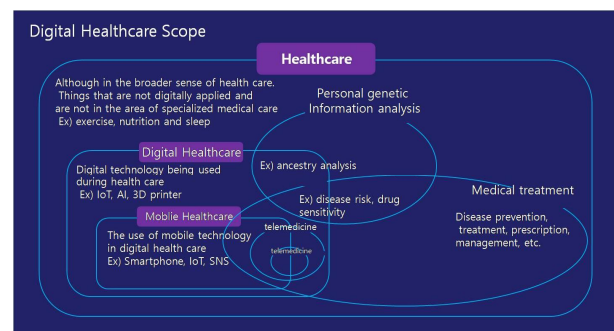 Digital Healthcare Scope
Healthcare
Although in the broader sense of health care.
Things that are not digitally applied and
are not in the area of specialized medical care
Ex) exercise, nutrition and sleep
Personal genetic
Information analysis
Digital Healthcare
Digital technology being used
during health care
Ex) IoT, AI, 3D printer
Ex) ancestry analysis
Ex) disease risk, drug
sensitivity
Medical treatment
Disease prevention,
treatment, prescription,
management, etc.
Moblie Healthcare
The use of mobile technology
in digital health care
Ex) Smartphone, IoT, SNS
telemedicine
telemedicine